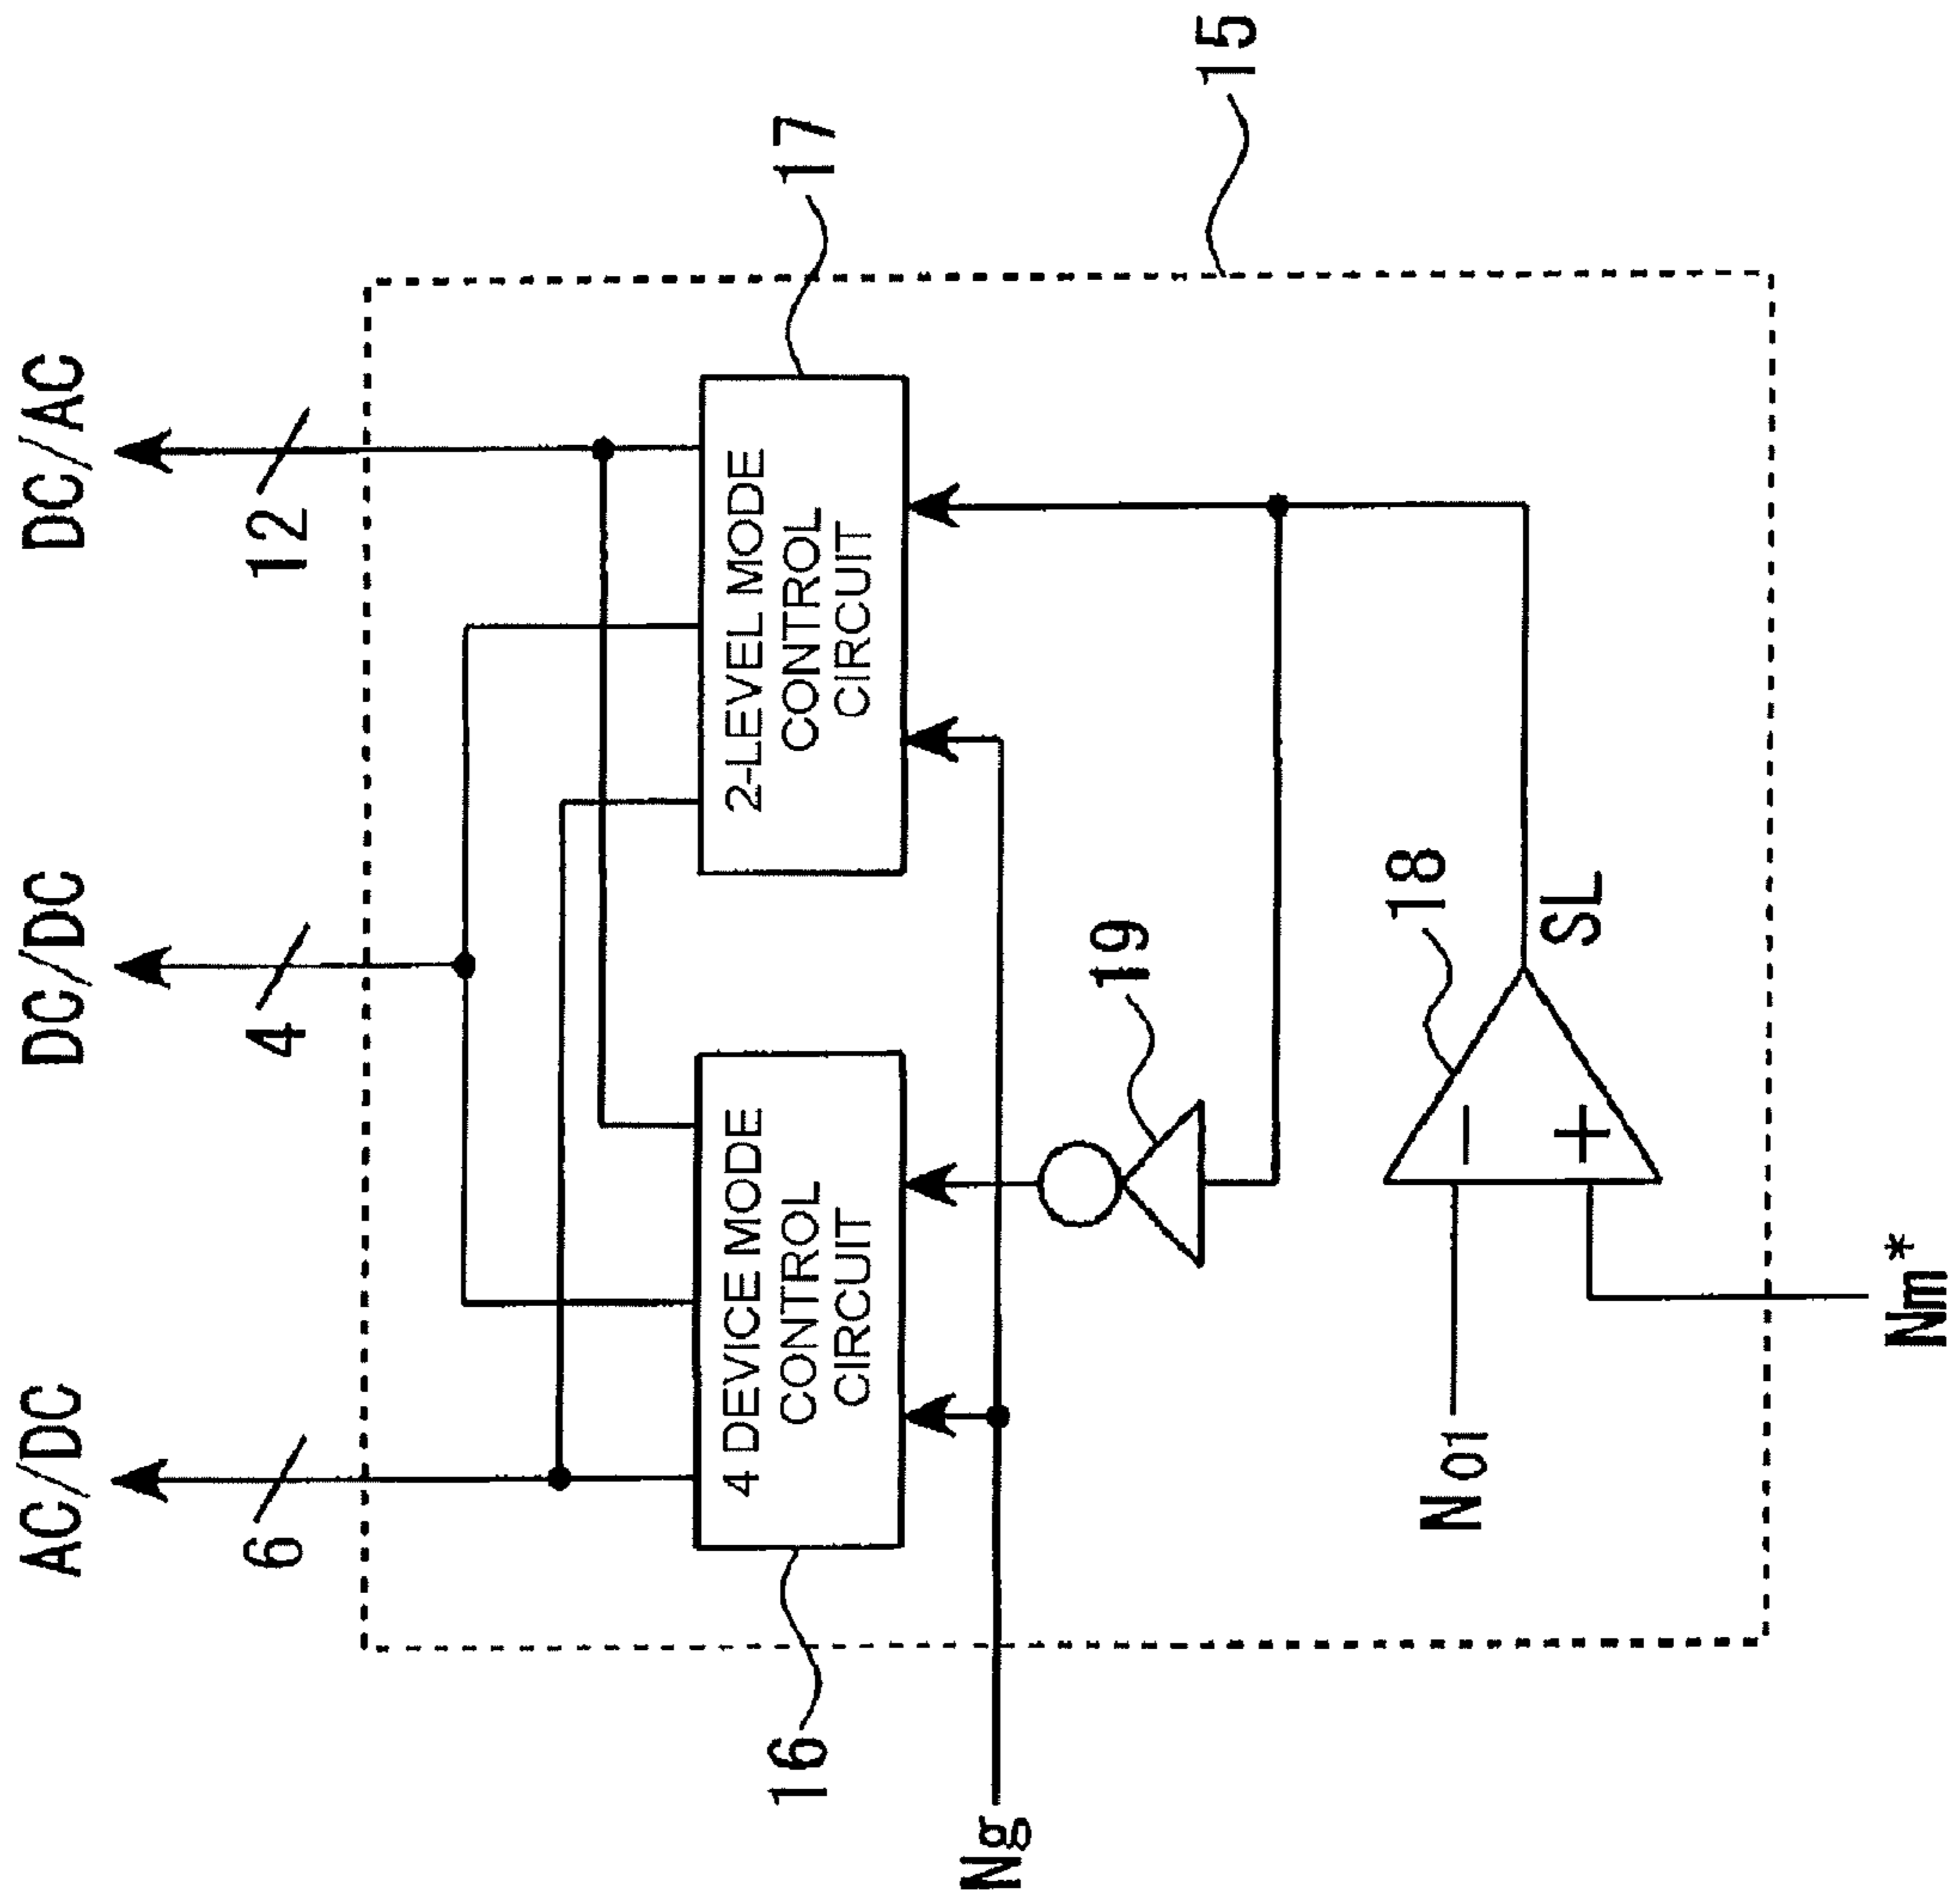 AC/DC
DC/DC
DC/AC
6
4
12
16
4 DEVICE MODE
CONTROL
CIRCUIT
2-LEVEL MODE
CONTROL
CIRCUIT
17
Ng
19
15
18
N01
−
+
SL
Nm*